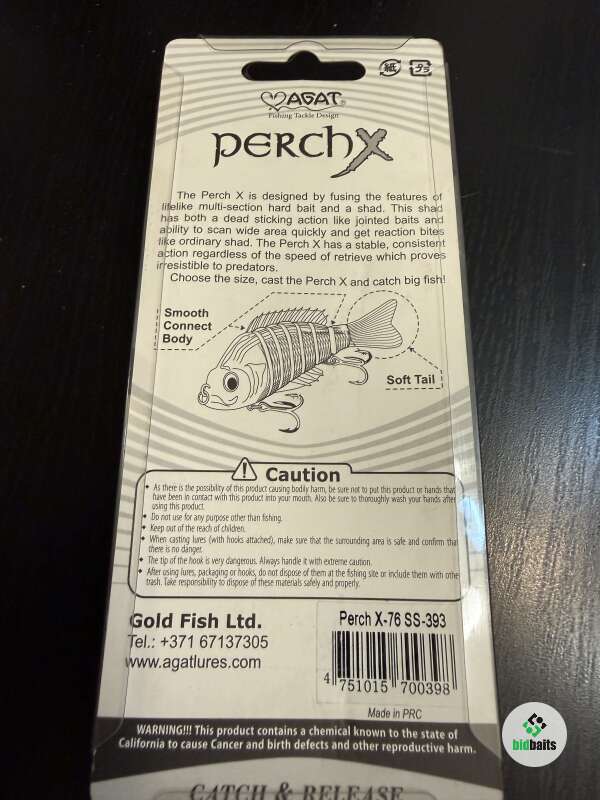 紙
プラ
AGAT®
Fishing Tackle Design
PERCHX
The Perch X is designed by fusing the features of
lifelike multi-section hard bait and a shad. This shad
has both a dead sticking action like jointed baits and
ability to scan wide area quickly and get reaction bites
like ordinary shad. The Perch X has a stable, consistent
action regardless of the speed of retrieve which proves
irresistible to predators.
Choose the size, cast the Perch X and catch big fish!
Smooth
Connect
Body
Soft Tail
Caution
• As there is the possibility of this product causing bodily harm, be sure not to put this product or hands that
have been in contact with this product into your mouth. Also be sure to thoroughly wash your hands after
using this product.
• Do not use for any purpose other than fishing.
• Keep out of the reach of children.
• When casting lures (with hooks attached), make sure that the surrounding area is safe and confirm that
there is no danger.
• The tip of the hook is very dangerous. Always handle it with extreme caution.
• After using lures, packaging or hooks, do not dispose of them at the fishing site or include them with othe
trash. Take responsibility to dispose of these materials safely and properly.
Gold Fish Ltd.
Tel.: +371 67137305
www.agatlures.com
Perch X-76 SS-393
4 751015 700398
Made in PRC
WARNING!!! This product contains a chemical known to the state of
California to cause Cancer and birth defects and other reproductive harm.
CATCH & RELEASE
bidbaits